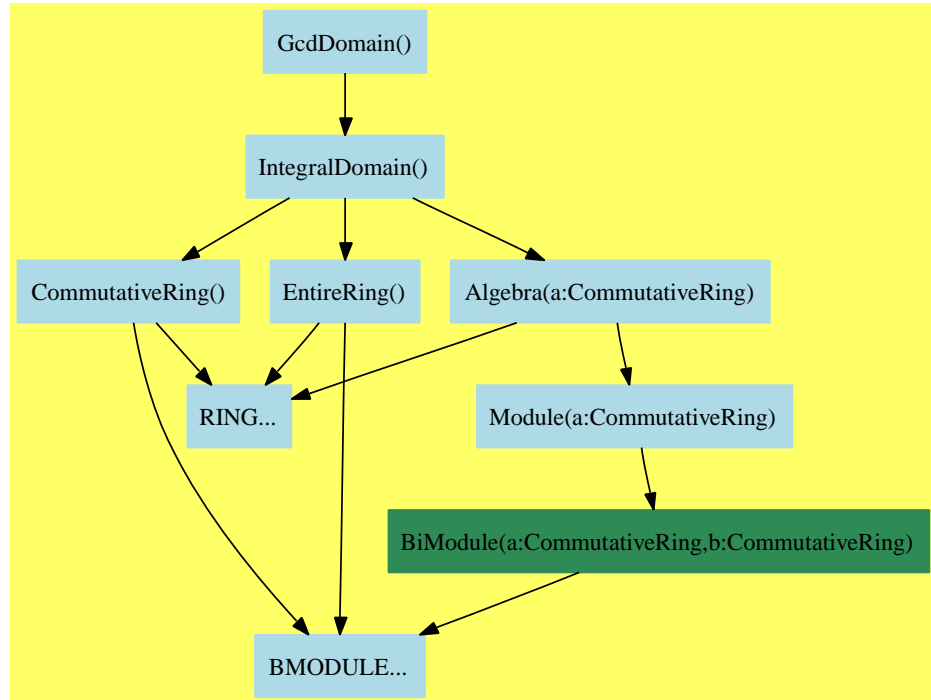 GcdDomain()
IntegralDomain()
CommutativeRing()
EntireRing()
Algebra(a:CommutativeRing)
RING...
Module(a:CommutativeRing)
BiModule(a:CommutativeRing,b:CommutativeRing)
BMODULE...